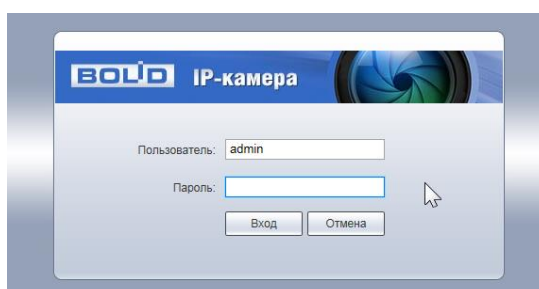 BOLID IP-камера
Пользователь: admin
Пароль:
Вход Отмена